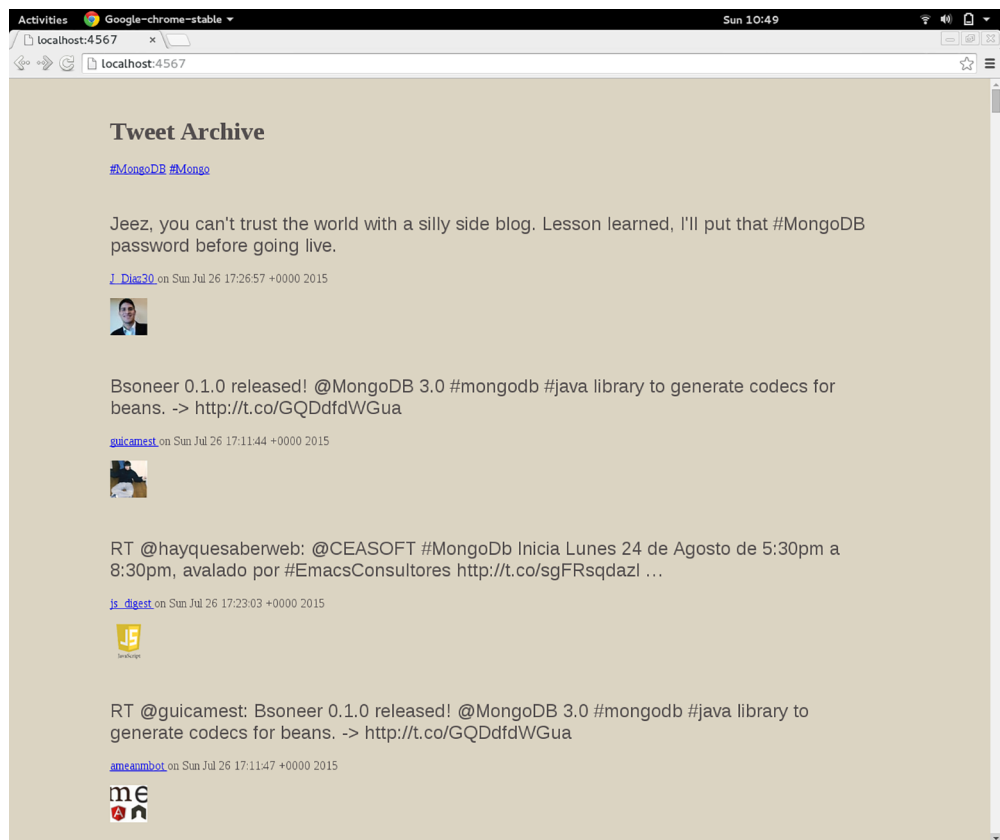 Activities Google-chrome-stable Sun 10:49
localhost:4567 ×
localhost:4567
Tweet Archive
#MongoDB #Mongo
Jeez, you can't trust the world with a silly side blog. Lesson learned, I'll put that #MongoDB
password before going live.
J_Diaz30 on Sun Jul 26 17:26:57 +0000 2015
Bsoneer 0.1.0 released! @MongoDB 3.0 #mongodb #java library to generate codecs for
beans. -> http://t.co/GQDdfdWGua
guicamest on Sun Jul 26 17:11:44 +0000 2015
RT @hayquesaberweb: @CEASOFT #MongoDb Inicia Lunes 24 de Agosto de 5:30pm a
8:30pm, avalado por #EmacsConsultores http://t.co/sgFRsqdazl …
js_digest on Sun Jul 26 17:23:03 +0000 2015
JS
JavaScript
RT @guicamest: Bsoneer 0.1.0 released! @MongoDB 3.0 #mongodb #java library to
generate codecs for beans. -> http://t.co/GQDdfdWGua
ameanmbot on Sun Jul 26 17:11:47 +0000 2015
me
A